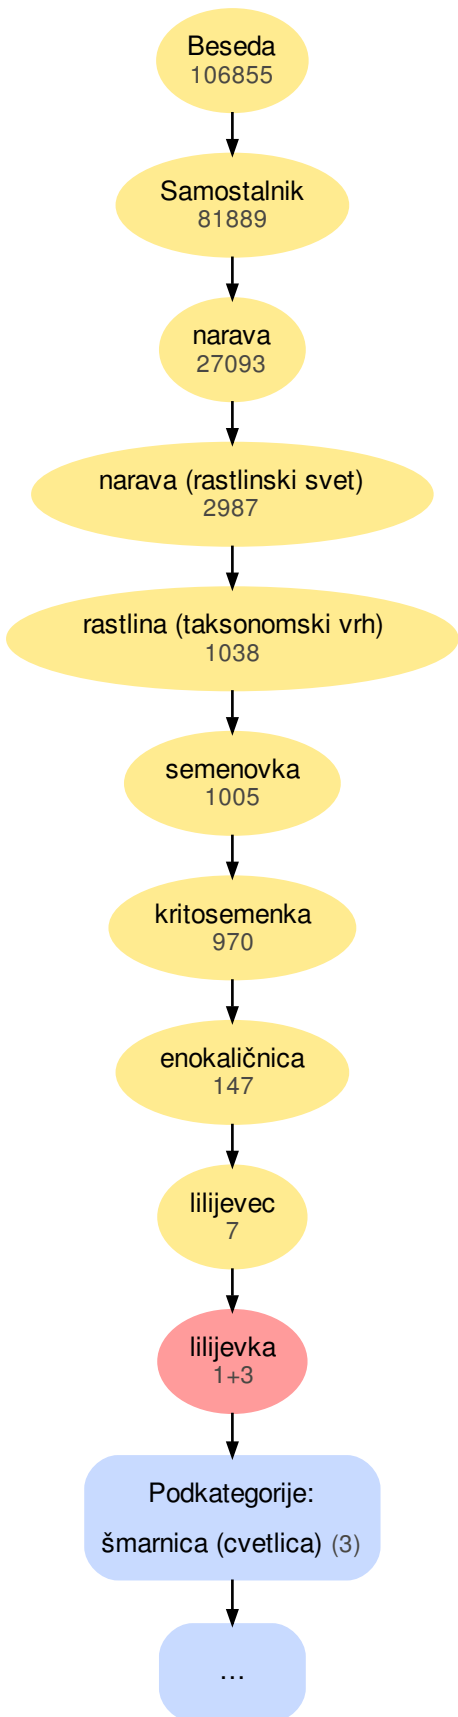 Beseda
106855
Samostalnik
81889
narava
27093
narava (rastlinski svet)
2987
rastlina (taksonomski vrh)
1038
semenovka
1005
kritosemenka
970
enokaličnica
147
lilijevec
7
lilijevka
1+3
Podkategorije:
šmarnica (cvetlica) (3)
...